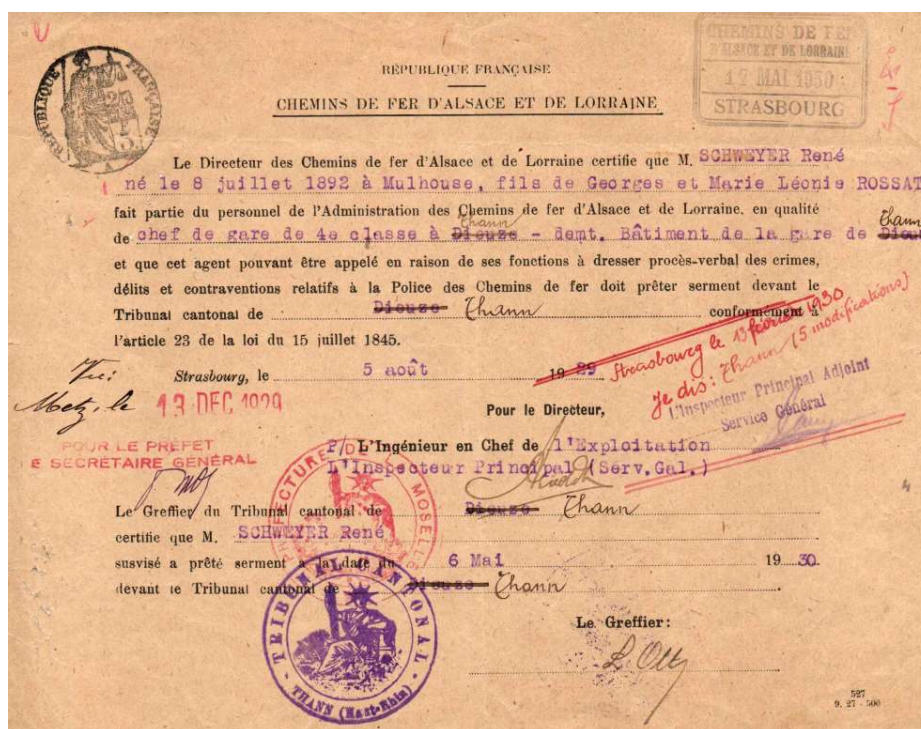 RÉPUBLIQUE FRANÇAISE
RÉPUBLIQUE FRANÇAISE
CHEMINS DE FER D'ALSACE ET DE LORRAINE
CHEMINS DE FER
D'ALSACE ET DE LORRAINE
17 MAI 1930
STRASBOURG
Le Directeur des Chemins de fer d'Alsace et de Lorraine certifie que M. SCHWEYER René
né le 8 juillet 1892 à Mulhouse, fils de Georges et Marie Léonie ROSSAT
fait partie du personnel de l'Administration des Chemins de fer d'Alsace et de Lorraine, en qualité
Thann Thann
de chef de gare de 4e classe à Dieuze - demt. Bâtiment de la gare de Dieuze
et que cet agent pouvant être appelé en raison de ses fonctions à dresser procès-verbal des crimes,
délits et contraventions relatifs à la Police des Chemins de fer doit prêter serment devant le
Tribunal cantonal de Dieuze Thann conformément à
l'article 23 de la loi du 15 juillet 1845.
Strasbourg, le 5 août 1929
Strasbourg le 13 février 1930
je dis: Thann (5 modifications)
L'Inspecteur Principal Adjoint
Service Général
Vu:
Metz, le 13 DEC 1929
POUR LE PRÉFET
E SECRÉTAIRE GÉNÉRAL
Pour le Directeur,
P/ L'Ingénieur en Chef de l'Exploitation
L'Inspecteur Principal (Serv.Gal.)
PREFECTURE DE MOSELLE
Le Greffier du Tribunal cantonal de Dieuze Thann
certifie que M. SCHWEYER René
susvisé a prêté serment à la date du 6 Mai 1930
devant le Tribunal cantonal de Dieuze Thann
TRIBUNAL CANTONAL
THANN (Haut-Rhin)
Le Greffier:
L Ott
527
9. 27 - 500